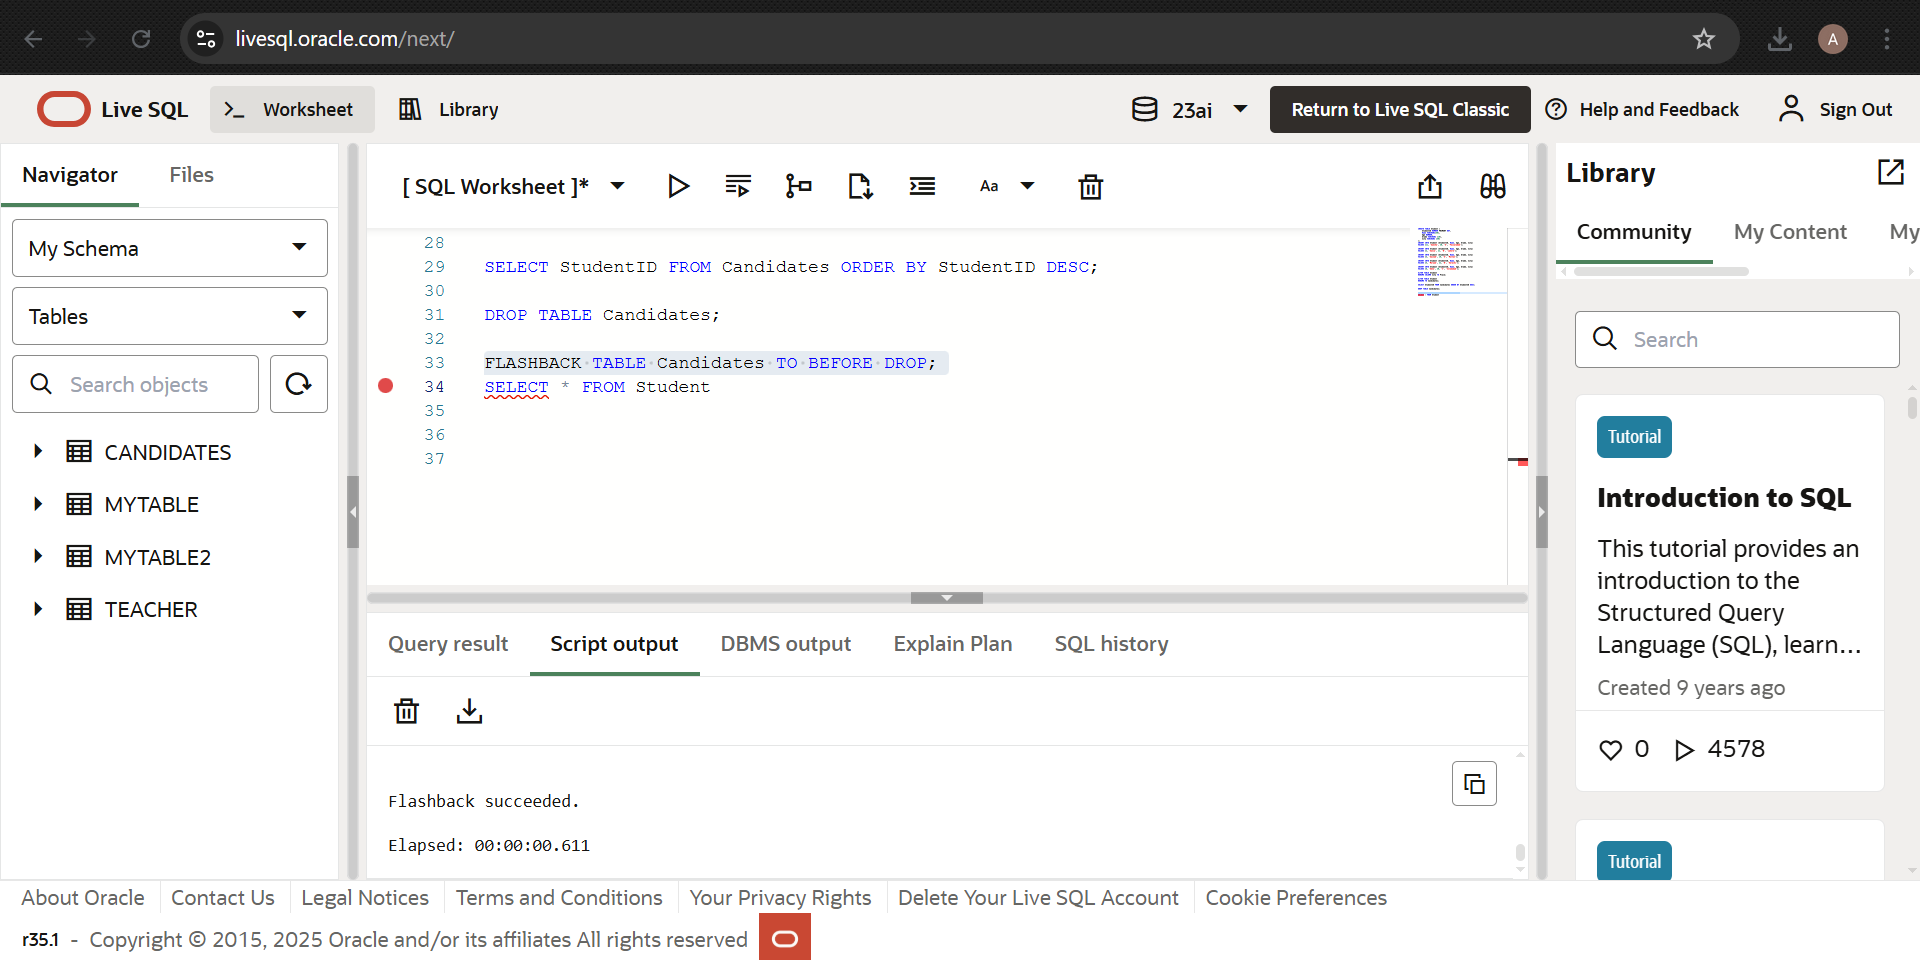 livesql.oracle.com/next/
A
Live SQL
Worksheet
Library
23ai
Return to Live SQL Classic
Help and Feedback
Sign Out
Navigator
Files
My Schema
Tables
Search objects
CANDIDATES
MYTABLE
MYTABLE2
TEACHER
[ SQL Worksheet ]*
Aa
28
29 SELECT StudentID FROM Candidates ORDER BY StudentID DESC;
30
31 DROP TABLE Candidates;
32
33 FLASHBACK TABLE Candidates TO BEFORE DROP;
34 SELECT * FROM Student
35
36
37
Query result
Script output
DBMS output
Explain Plan
SQL history
Flashback succeeded.
Elapsed: 00:00:00.611
Library
Community
My Content
My
Search
Tutorial
Introduction to SQL
This tutorial provides an
introduction to the
Structured Query
Language (SQL), learn...
Created 9 years ago
0
4578
Tutorial
About Oracle
Contact Us
Legal Notices
Terms and Conditions
Your Privacy Rights
Delete Your Live SQL Account
Cookie Preferences
r35.1 - Copyright © 2015, 2025 Oracle and/or its affiliates All rights reserved